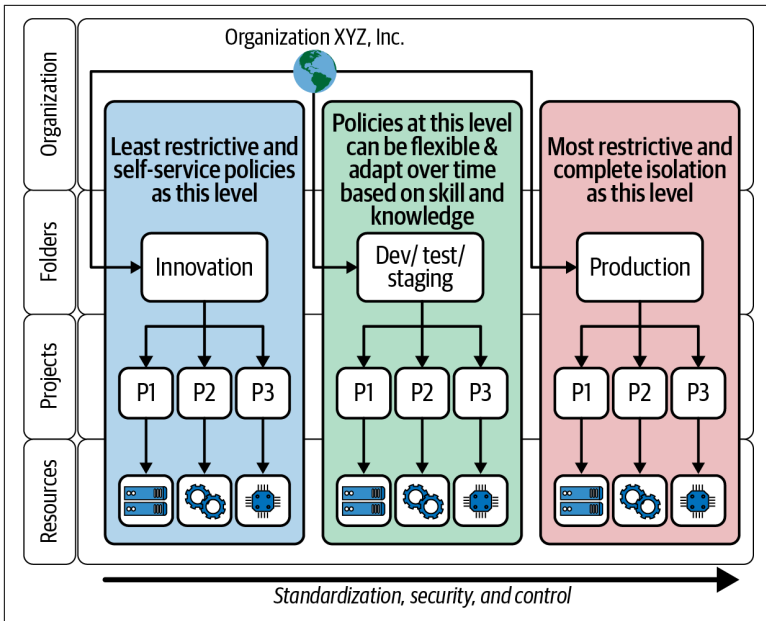 Organization XYZ, Inc.
Organization
Least restrictive and
self-service policies
as this level
Policies at this level
can be flexible &
adapt over time
based on skill and
knowledge
Most restrictive and
complete isolation
as this level
Folders
Innovation
Dev/ test/
staging
Production
Projects
P1
P2
P3
P1
P2
P3
P1
P2
P3
Resources
Standardization, security, and control